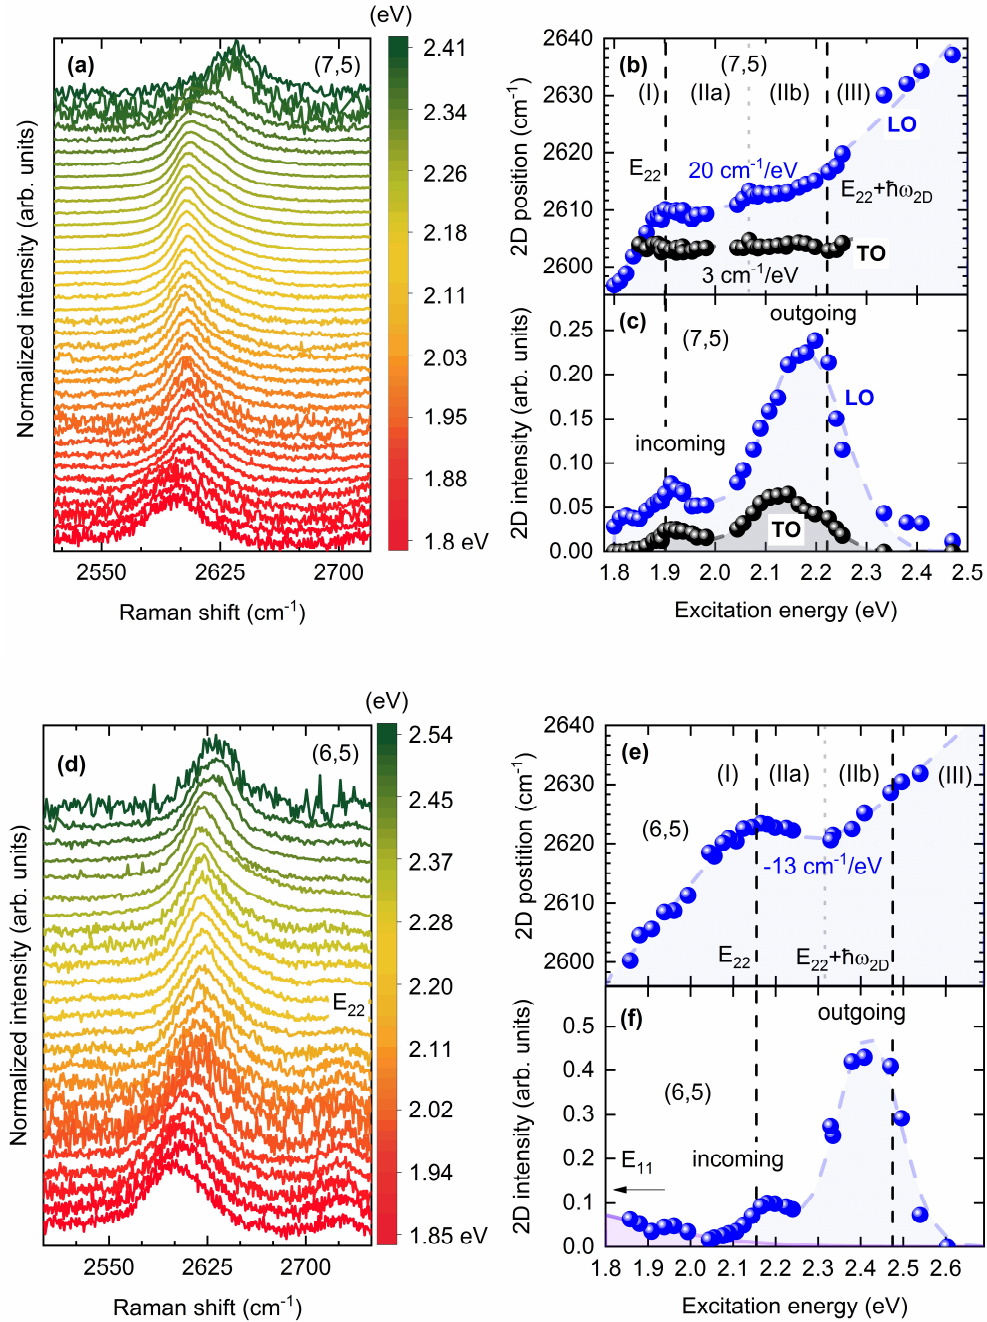 (eV)
(a)
(7,5)
2.41
2.34
2.26
2.18
2.11
2.03
1.95
1.88
1.8 eV
Normalized intensity (arb. units)
2550
2625
2700
Raman shift (cm⁻¹)
2640
2630
2620
2610
2600
2D position (cm⁻¹)
(b)
(7,5)
(I)
(IIa)
(IIb)
(III)
LO
E₂₂
20 cm⁻¹/eV
E₂₂+ħω₂D
TO
3 cm⁻¹/eV
(c)
(7,5)
outgoing
LO
incoming
TO
0.25
0.20
0.15
0.10
0.05
0.00
2D intensity (arb. units)
1.8
1.9
2.0
2.1
2.2
2.3
2.4
2.5
Excitation energy (eV)
(eV)
(d)
(6,5)
2.54
2.45
2.37
2.28
2.20
2.11
2.02
1.94
1.85 eV
E₂₂
Normalized intensity (arb. units)
2550
2625
2700
Raman shift (cm⁻¹)
2640
2630
2620
2610
2600
2D postition (cm⁻¹)
(e)
(I)
(IIa)
(IIb)
(III)
(6,5)
-13 cm⁻¹/eV
E₂₂
E₂₂+ħω₂D
(f)
outgoing
(6,5)
E₁₁
incoming
0.5
0.4
0.3
0.2
0.1
0.0
2D intensity (arb. units)
1.8
1.9
2.0
2.1
2.2
2.3
2.4
2.5
2.6
Excitation energy (eV)